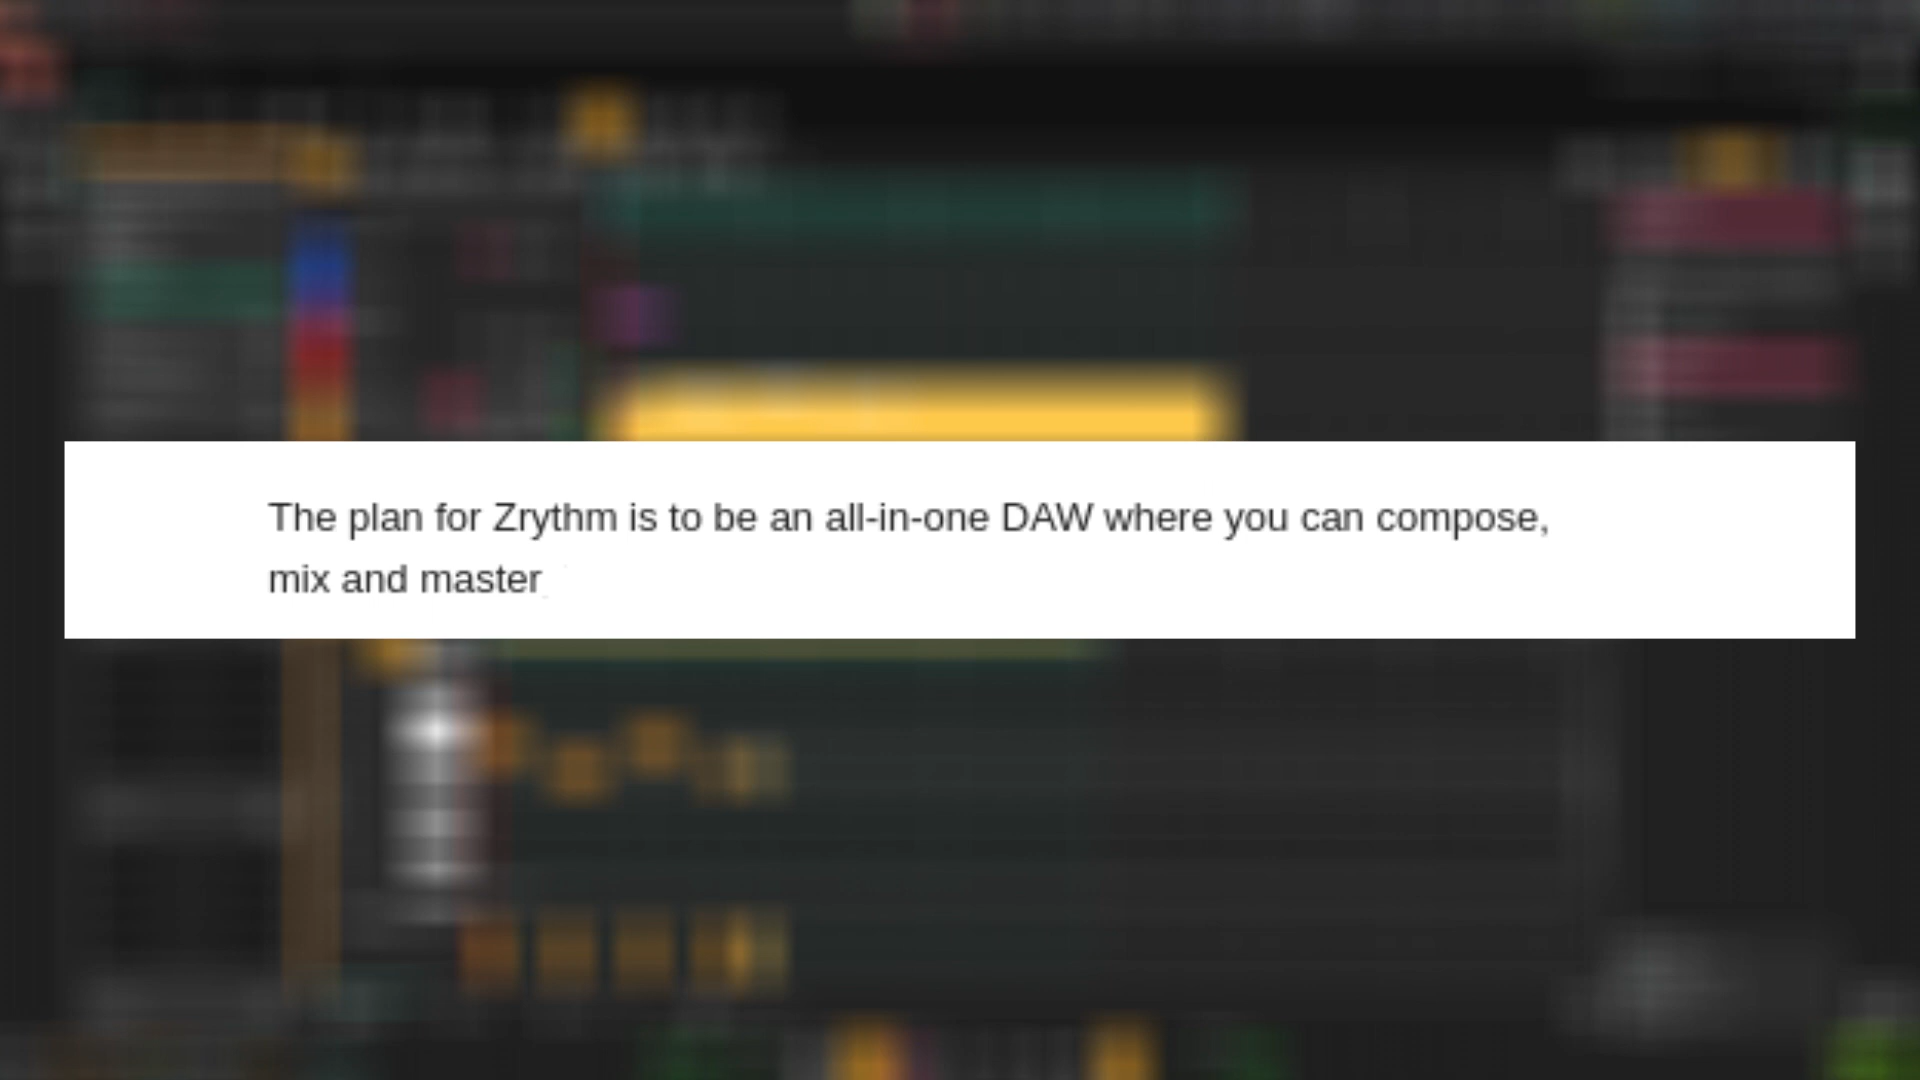 The plan for Zrythm is to be an all-in-one DAW where you can compose,
mix and master